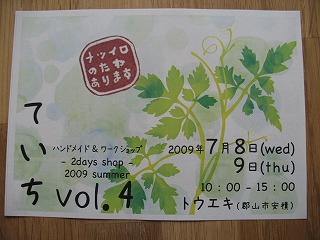 ナツイロ
のたね
あります
ていち vol.4
ハンドメイド&ワークショップ
- 2days shop -
2009 summer
2009年7月8日(wed)
9日(thu)
10:00-15:00
トウエキ(郡山市安積)